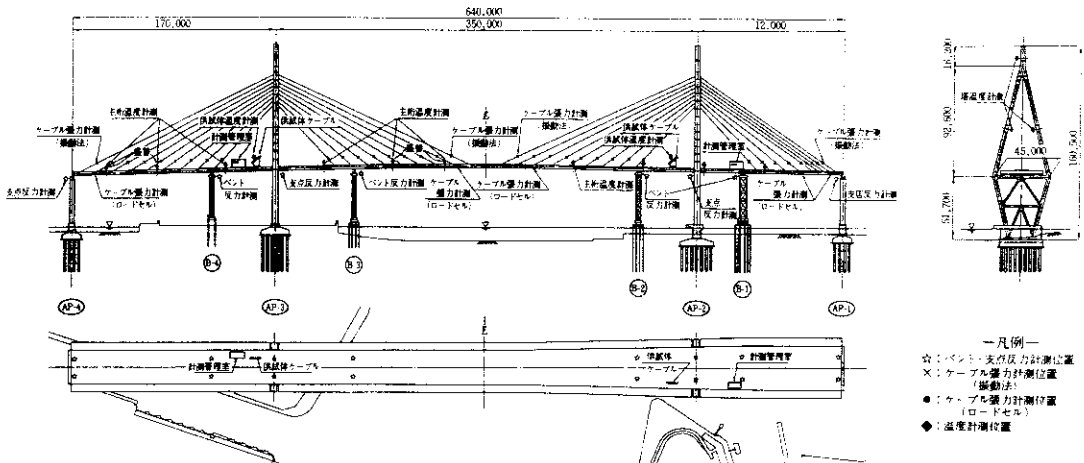 640,000
170,000
350,000
12,000
主桁温度計測
供試体温度計測
供試体ケーブル
主桁温度計測
供試体ケーブル
供試体温度計測
ケーブル張力計測
(振動法)
計測管理室
ケーブル張力計測
(振動法)
計測管理室
ケーブル張力計測
(振動法)
支点反力計測
ケーブル張力計測
(ロードセル)
ベント
反力計測
支点反力計測
ベント反力計測
ケーブル
張力計測
(ロードセル)
ケーブル張力計測
(ロードセル)
主桁温度計測
ベント
反力計測
支点
反力計測
ケーブル
張力計測
(ロードセル)
支点反力計測
B-4
B-3
B-2
B-1
AP-4
AP-3
AP-2
AP-1
16,200
塔温度計測
92,600
45,000
160,500
51,700
計測管理室
供試体ケーブル
供試体
ケーブル
計測管理室
一凡例一
☆:ベント・支点反力計測位置
×:ケーブル張力計測位置
(振動法)
●:ケーブル張力計測位置
(ロードセル)
◆:温度計測位置